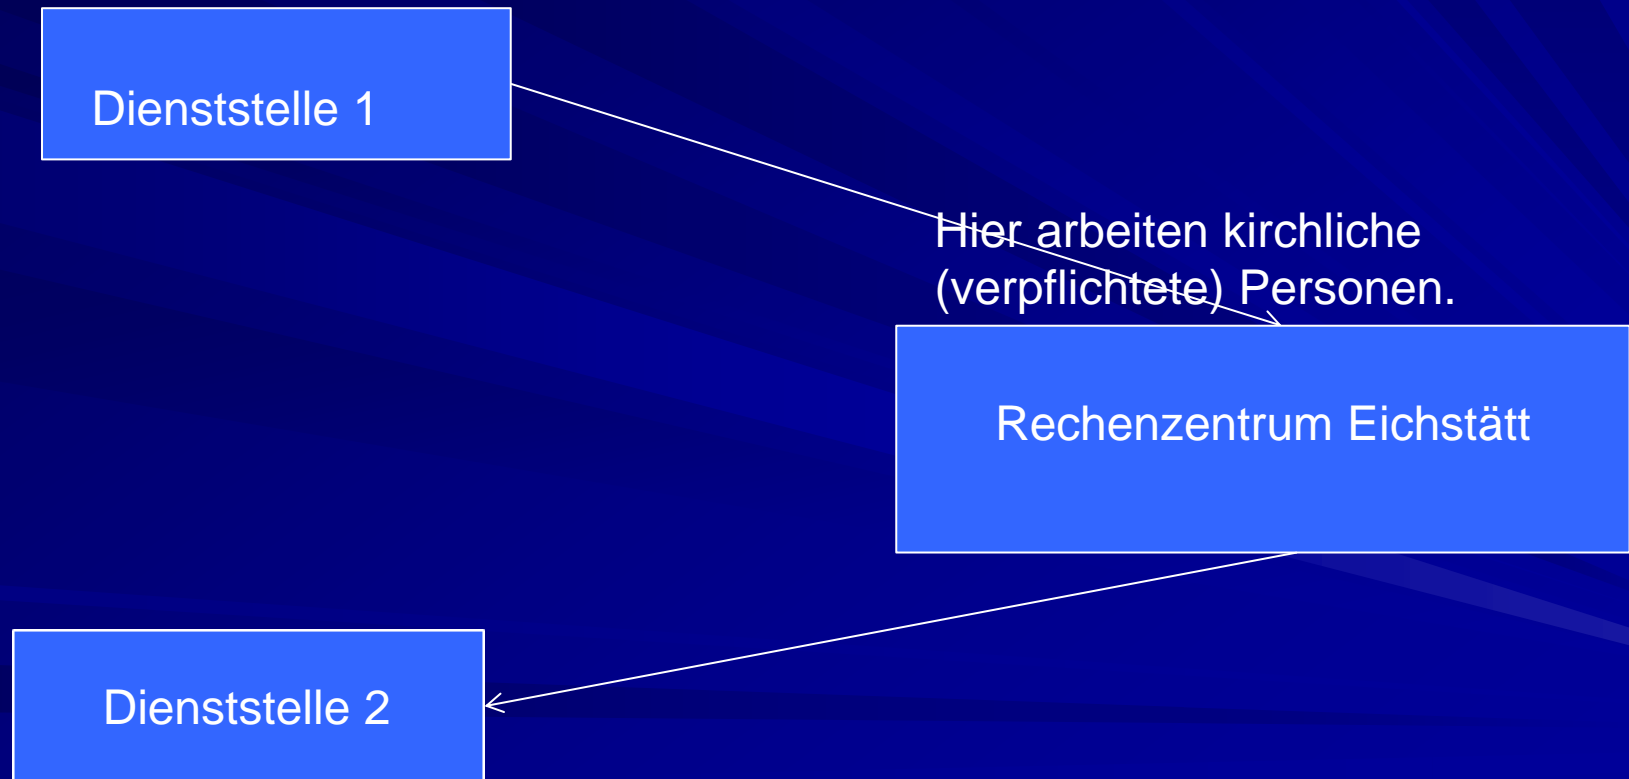 Dienststelle 1
Hier arbeiten kirchliche
(verpflichtete) Personen.
Rechenzentrum Eichstätt
Dienststelle 2